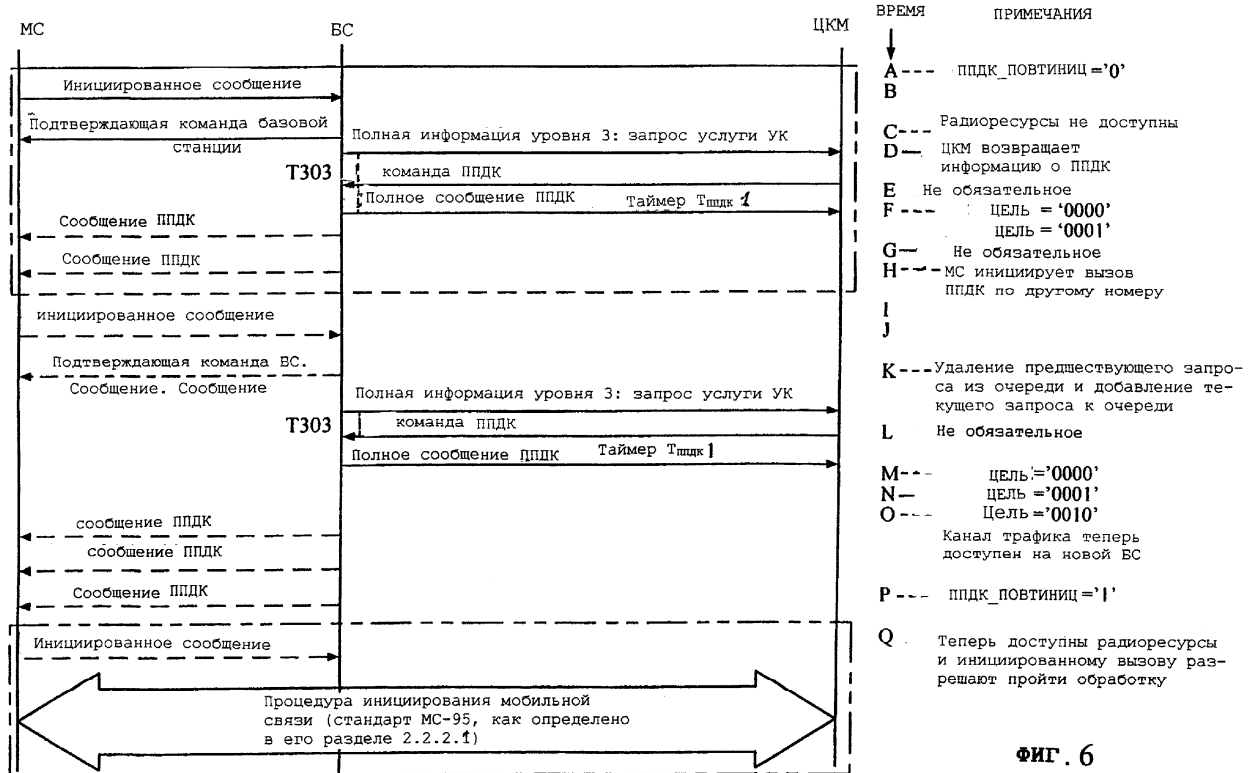 МС
БС
ЦКМ
ВРЕМЯ
ПРИМЕЧАНИЯ
Инициированное сообщение
Подтверждающая команда базовой
станции
Полная информация уровня 3: запрос услуги УК
Т303
команда ППДК
Полное сообщение ППДК
Таймер Тппдк 1
Сообщение ППДК
Сообщение ППДК
инициированное сообщение
Подтверждающая команда БС.
Сообщение. Сообщение
Полная информация уровня 3: запрос услуги УК
Т303
команда ППДК
Полное сообщение ППДК
Таймер Тппдк 1
сообщение ППДК
сообщение ППДК
Сообщение ППДК
Инициированное сообщение
Процедура инициирования мобильной
связи (стандарт МС-95, как определено
в его разделе 2.2.2.1)
A --- ППДК_ПОВТИНИЦ ='0'
B
C --- Радиоресурсы не доступны
D — ЦКМ возвращает
информацию о ППДК
E Не обязательное
F --- ЦЕЛЬ = '0000'
ЦЕЛЬ = '0001'
G — Не обязательное
H --- МС инициирует вызов
ППДК по другому номеру
I
J
K --- Удаление предшествующего запро-
са из очереди и добавление те-
кущего запроса к очереди
L Не обязательное
M --- ЦЕЛЬ ='0000'
N — ЦЕЛЬ ='0001'
O --- Цель ='0010'
Канал трафика теперь
доступен на новой БС
P --- ППДК_ПОВТИНИЦ ='1'
Q Теперь доступны радиоресурсы
и инициированному вызову раз-
решают пройти обработку
ФИГ. 6